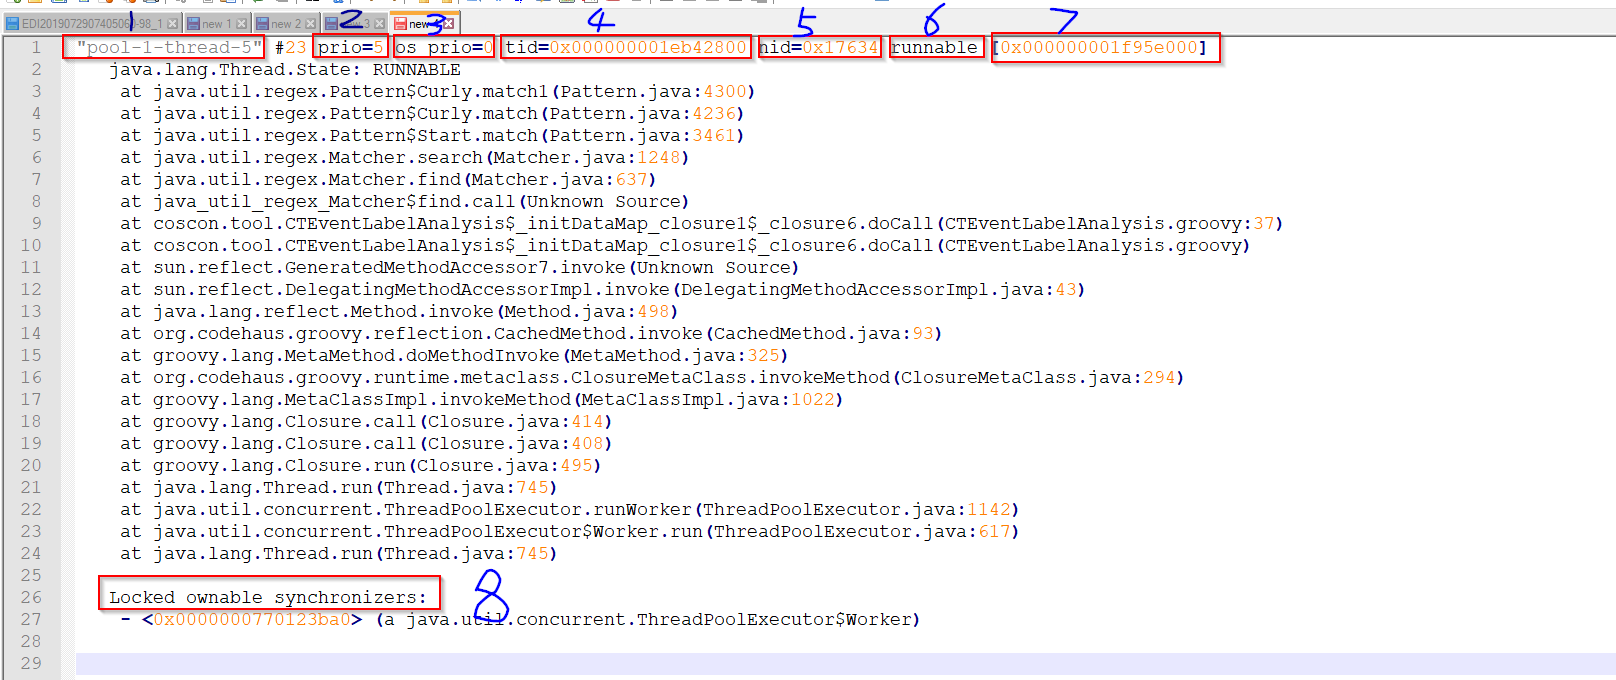 EDI20190729074050 -98_1 new 1 new 2 3 new
1 2 3 4 5 6 7
1 "pool-1-thread-5" #23 prio=5 os_prio=0 tid=0x000000001eb42800 nid=0x17634 runnable [0x000000001f95e000]
2 java.lang.Thread.State: RUNNABLE
3 at java.util.regex.Pattern$Curly.match1(Pattern.java:4300)
4 at java.util.regex.Pattern$Curly.match(Pattern.java:4236)
5 at java.util.regex.Pattern$Start.match(Pattern.java:3461)
6 at java.util.regex.Matcher.search(Matcher.java:1248)
7 at java.util.regex.Matcher.find(Matcher.java:637)
8 at java_util_regex_Matcher$find.call(Unknown Source)
9 at coscon.tool.CTEventLabelAnalysis$_initDataMap_closure1$_closure6.doCall(CTEventLabelAnalysis.groovy:37)
10 at coscon.tool.CTEventLabelAnalysis$_initDataMap_closure1$_closure6.doCall(CTEventLabelAnalysis.groovy)
11 at sun.reflect.GeneratedMethodAccessor7.invoke(Unknown Source)
12 at sun.reflect.DelegatingMethodAccessorImpl.invoke(DelegatingMethodAccessorImpl.java:43)
13 at java.lang.reflect.Method.invoke(Method.java:498)
14 at org.codehaus.groovy.reflection.CachedMethod.invoke(CachedMethod.java:93)
15 at groovy.lang.MetaMethod.doMethodInvoke(MetaMethod.java:325)
16 at org.codehaus.groovy.runtime.metaclass.ClosureMetaClass.invokeMethod(ClosureMetaClass.java:294)
17 at groovy.lang.MetaClassImpl.invokeMethod(MetaClassImpl.java:1022)
18 at groovy.lang.Closure.call(Closure.java:414)
19 at groovy.lang.Closure.call(Closure.java:408)
20 at groovy.lang.Closure.run(Closure.java:495)
21 at java.lang.Thread.run(Thread.java:745)
22 at java.util.concurrent.ThreadPoolExecutor.runWorker(ThreadPoolExecutor.java:1142)
23 at java.util.concurrent.ThreadPoolExecutor$Worker.run(ThreadPoolExecutor.java:617)
24 at java.lang.Thread.run(Thread.java:745)
25
26 Locked ownable synchronizers: 8
27 - <0x0000000770123ba0> (a java.util.concurrent.ThreadPoolExecutor$Worker)
28
29